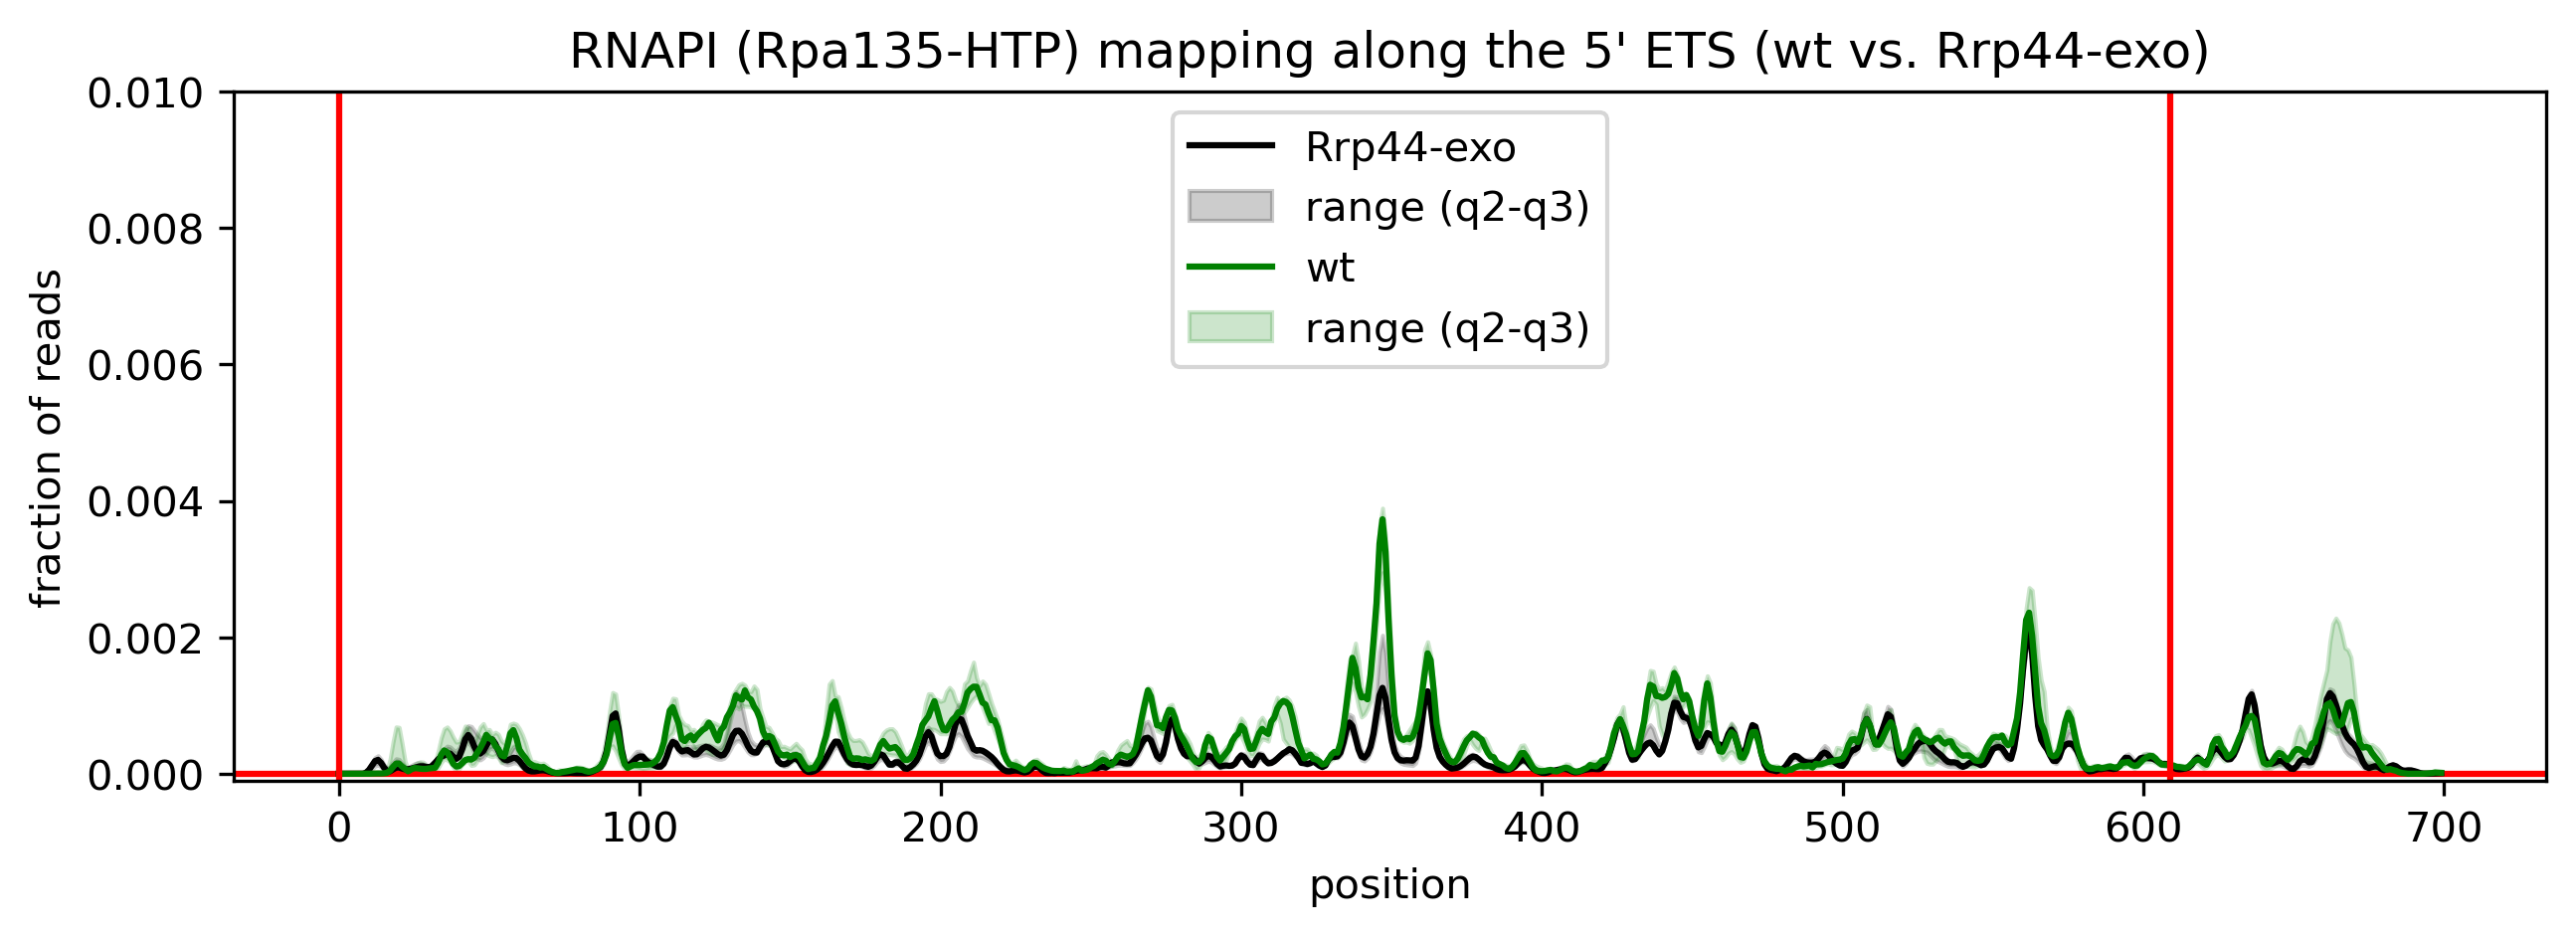 RNAPI (Rpa135-HTP) mapping along the 5' ETS (wt vs. Rrp44-exo)
0.010
0.008
0.006
0.004
0.002
0.000
fraction of reads
Rrp44-exo
range (q2-q3)
wt
range (q2-q3)
0 100 200 300 400 500 600 700
position